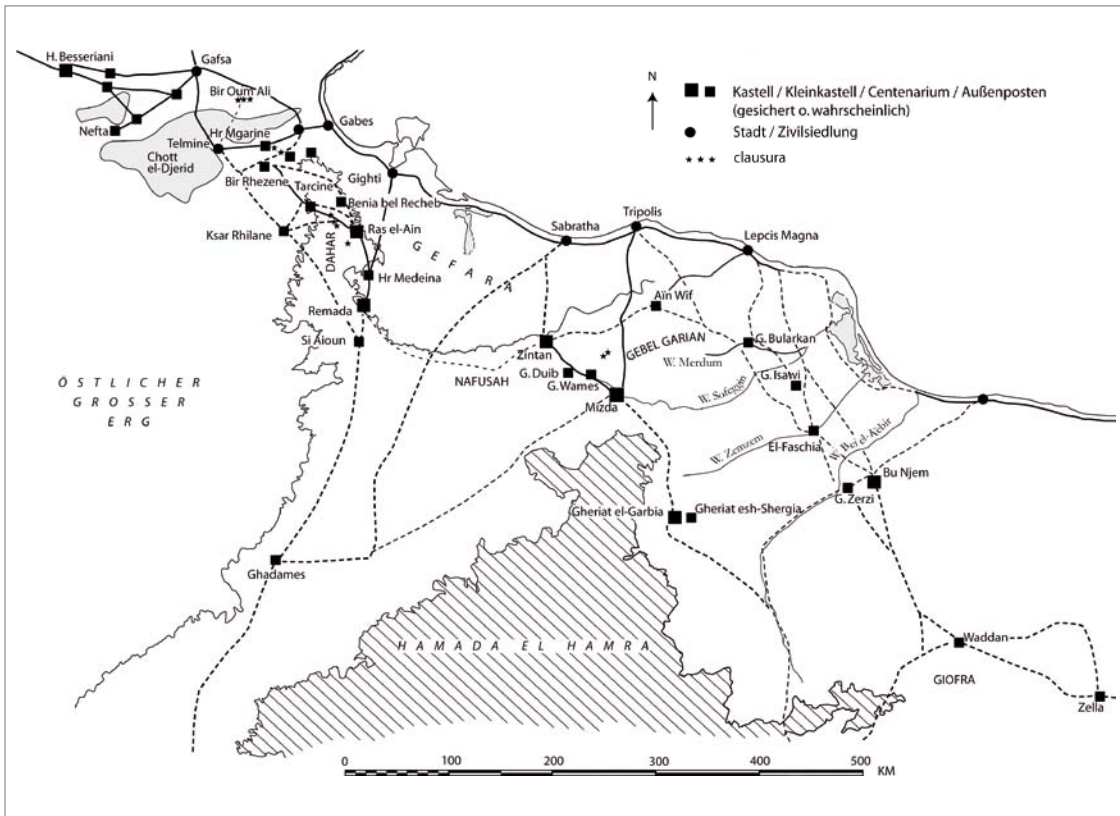 H. Besseriani
Gafsa
Bir Oum Ali
Nefta
Hr Mgarine
Gabes
Telmine
Chott
el-Djerid
Bir Rhezene
Tarcine
Gighti
Benia bel Recheb
Ksar Rhilane
DAHAR
Ras el-Ain
GEFARA
Hr Medeina
Remada
Si Aioun
N
Kastell / Kleinkastell / Centenarium / Außenposten
(gesichert o. wahrscheinlich)
Stadt / Zivilsiedlung
clausura
Sabratha
Tripolis
Lepcis Magna
Aïn Wif
Zintan
GEBEL GARIAN
G. Bularkan
W. Merdum
NAFUSAH
G. Duib
G. Wames
Mizda
G. Isawi
W. Sofeggin
W. Zemzem
El-Faschia
W. Bei el-Kebir
Bu Njem
G. Zerzi
ÖSTLICHER
GROSSER
ERG
Gheriat el-Garbia
Gheriat esh-Shergia
Ghadames
HAMADA EL HAMRA
Waddan
GIOFRA
Zella
0 100 200 300 400 500
KM